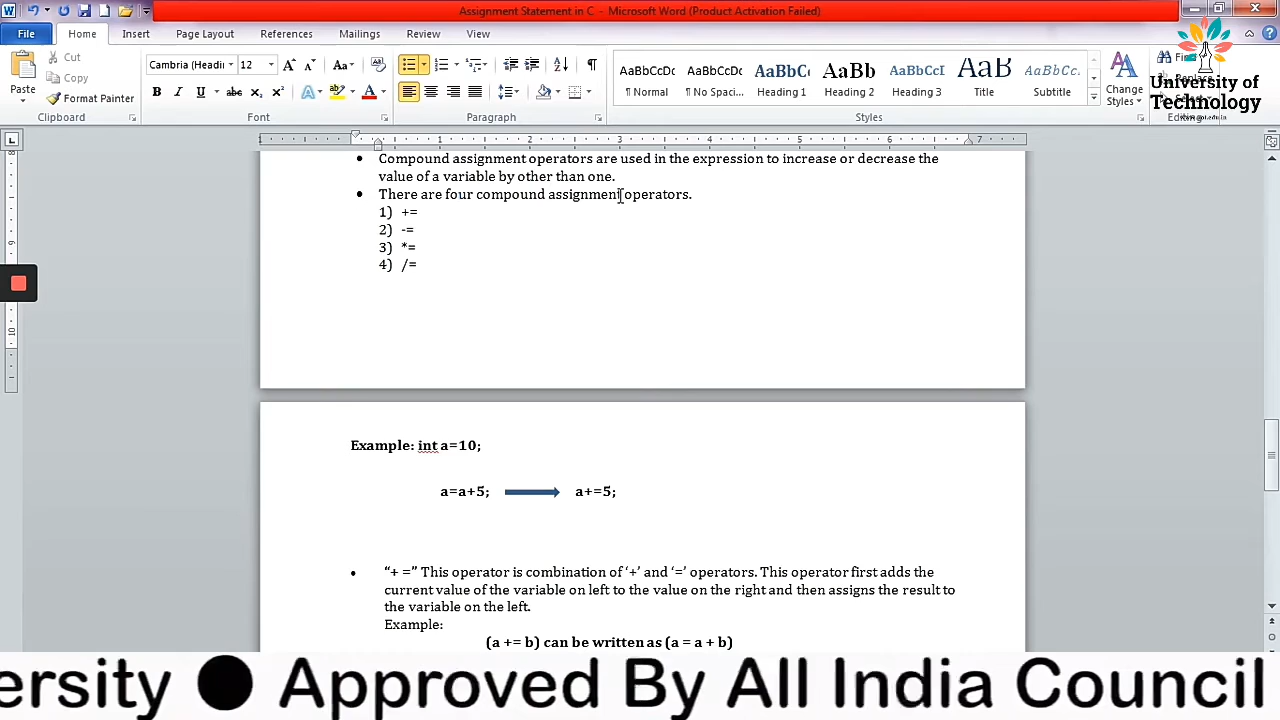 Assignment Statement in C - Microsoft Word (Product Activation Failed)
File Home Insert Page Layout References Mailings Review View
Cut
Copy
Paste
Format Painter
Clipboard
Cambria (Headi 12
Font
Paragraph
AaBbCcDc AaBbCcDc AaBbC AaBb AaBbCcI AaB AaBbCc.
¶ Normal ¶ No Spaci... Heading 1 Heading 2 Heading 3 Title Subtitle
Change Styles
Styles
Editing
University of
Technology
Compound assignment operators are used in the expression to increase or decrease the
value of a variable by other than one.
There are four compound assignment operators.
1) +=
2) -=
3) *=
4) /=
Example: int a=10;
a=a+5; a+=5;
“+ =” This operator is combination of ‘+’ and ‘=’ operators. This operator first adds the
current value of the variable on left to the value on the right and then assigns the result to
the variable on the left.
Example:
(a += b) can be written as (a = a + b)
ersity ● Approved By All India Council